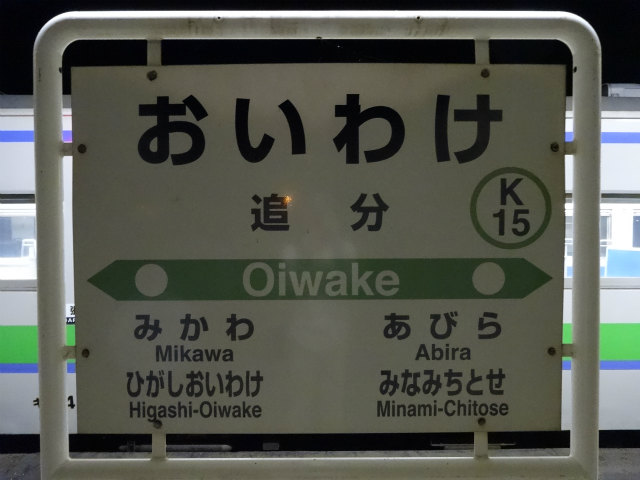 おいわけ
追分
K
15
Oiwake
みかわ
Mikawa
ひがしおいわけ
Higashi-Oiwake
あびら
Abira
みなみちとせ
Minami-Chitose